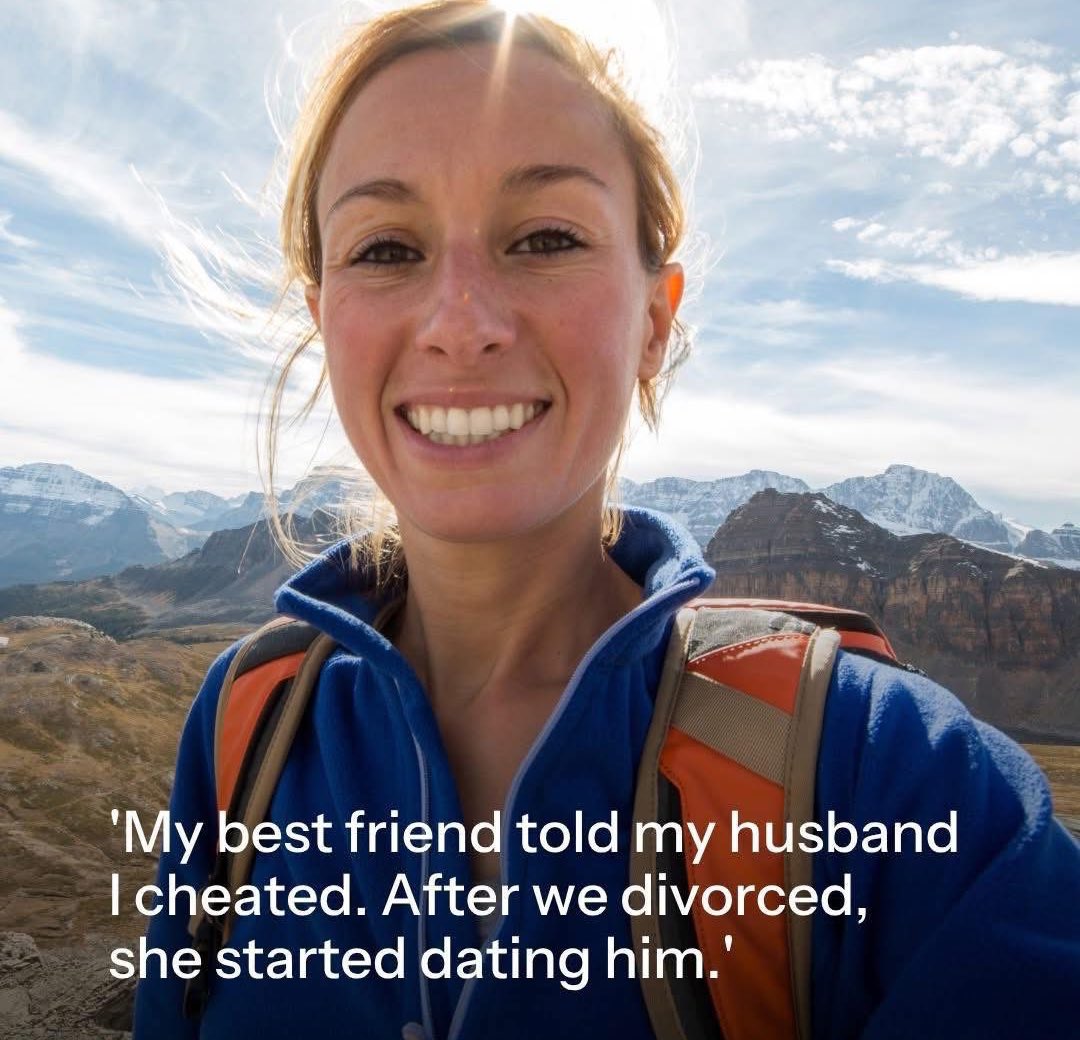 'My best friend told my husband
I cheated. After we divorced,
she started dating him.'